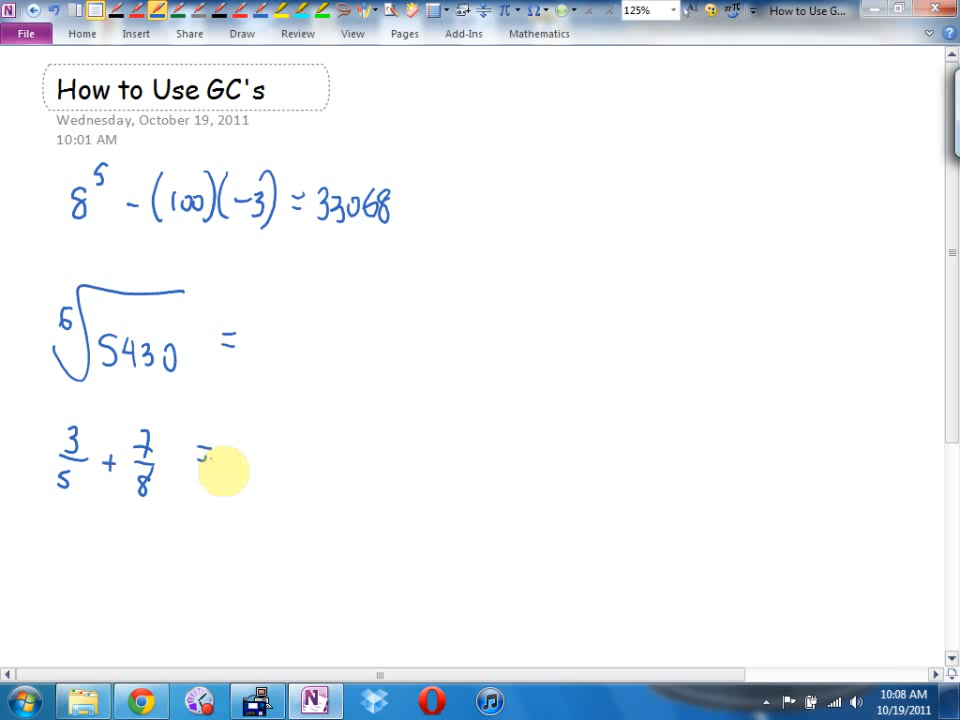 125%
How to Use G...
File Home Insert Share Draw Review View Pages Add-Ins Mathematics
How to Use GC's
Wednesday, October 19, 2011
10:01 AM
8^5 - (100)(-3) = 33068
⁶√5430 =
3/5 + 7/8 =
10:08 AM
10/19/2011